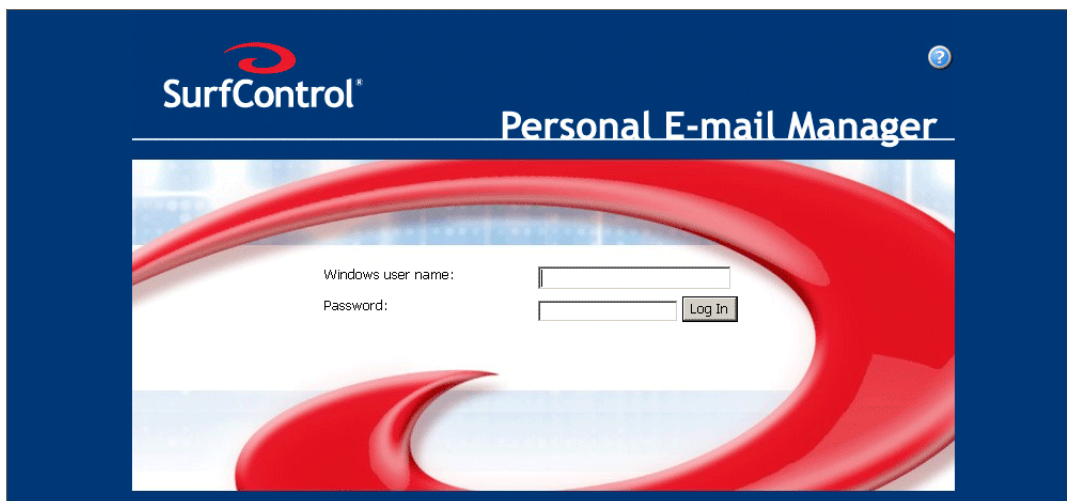 SurfControl®
?
Personal E-mail Manager
Windows user name:
Password:
Log In